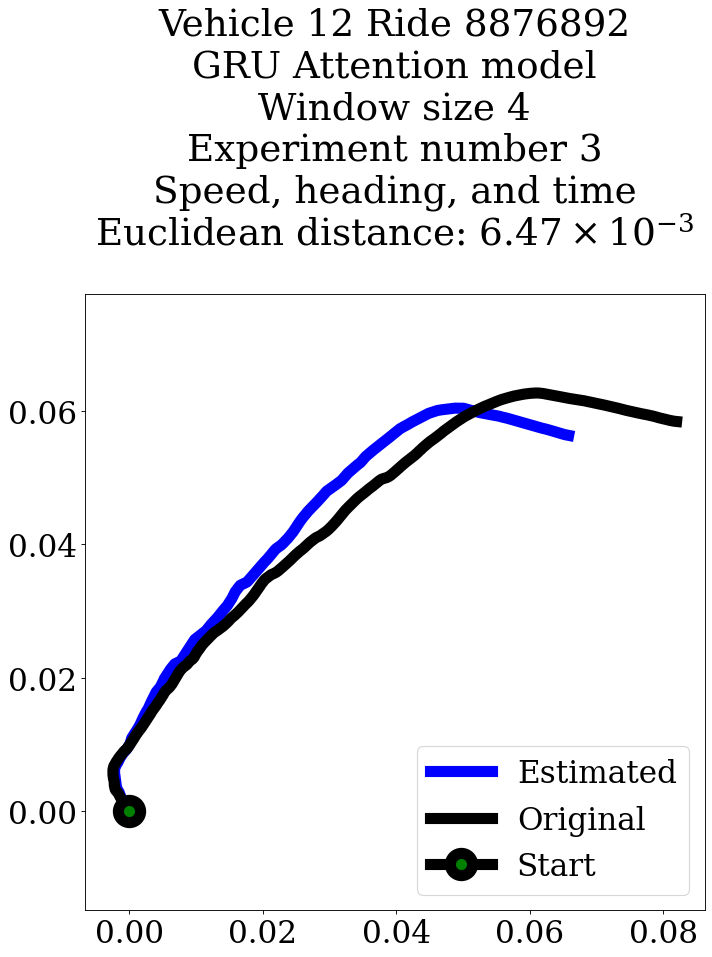 Vehicle 12 Ride 8876892
GRU Attention model
Window size 4
Experiment number 3
Speed, heading, and time
Euclidean distance: 6.47 × 10⁻³
0.06
0.04
0.02
0.00
Estimated
Original
Start
0.00 0.02 0.04 0.06 0.08